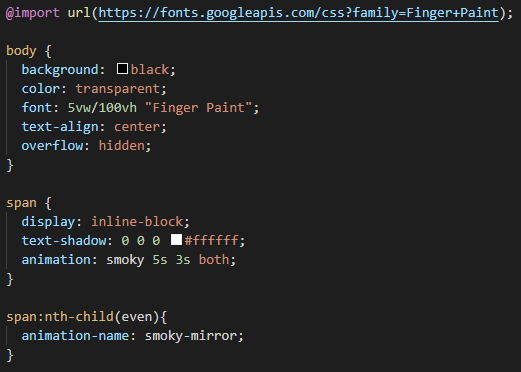 @import url(https://fonts.googleapis.com/css?family=Finger+Paint);
body {
background: black;
color: transparent;
font: 5vw/100vh "Finger Paint";
text-align: center;
overflow: hidden;
}
span {
display: inline-block;
text-shadow: 0 0 0 #ffffff;
animation: smoky 5s 3s both;
}
span:nth-child(even){
animation-name: smoky-mirror;
}